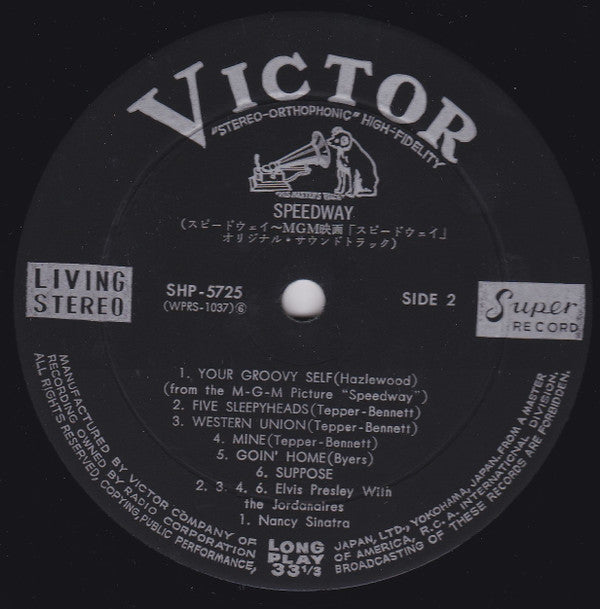 VICTOR
"STEREO-ORTHOPHONIC" HIGH-FIDELITY
"HIS MASTER'S VOICE"
SPEEDWAY
(スピードウェイ〜MGM映画「スピードウェイ」
オリジナル・サウンドトラック)
LIVING
STEREO
SHP-5725
(WPRS-1037)⑥
SIDE 2
Super
RECORD
1. YOUR GROOVY SELF(Hazlewood)
(from the M-G-M Picture "Speedway")
2. FIVE SLEEPYHEADS(Tepper-Bennett)
3. WESTERN UNION(Tepper-Bennett)
4. MINE(Tepper-Bennett)
5. GOIN' HOME(Byers)
6. SUPPOSE
2. 3. 4. 6. Elvis Presley With
the Jordanaires
1. Nancy Sinatra
MANUFACTURED BY VICTOR COMPANY OF JAPAN, LTD., YOKOHAMA, JAPAN. FROM A MASTER
RECORDING OWNED BY RADIO CORPORATION OF AMERICA, R.C.A. INTERNATIONAL DIVISION.
ALL RIGHTS RESERVED, COPYING, PUBLIC PERFORMANCE, BROADCASTING OF THESE RECORDS ARE FORBIDDEN.
LONG
PLAY
33 1/3